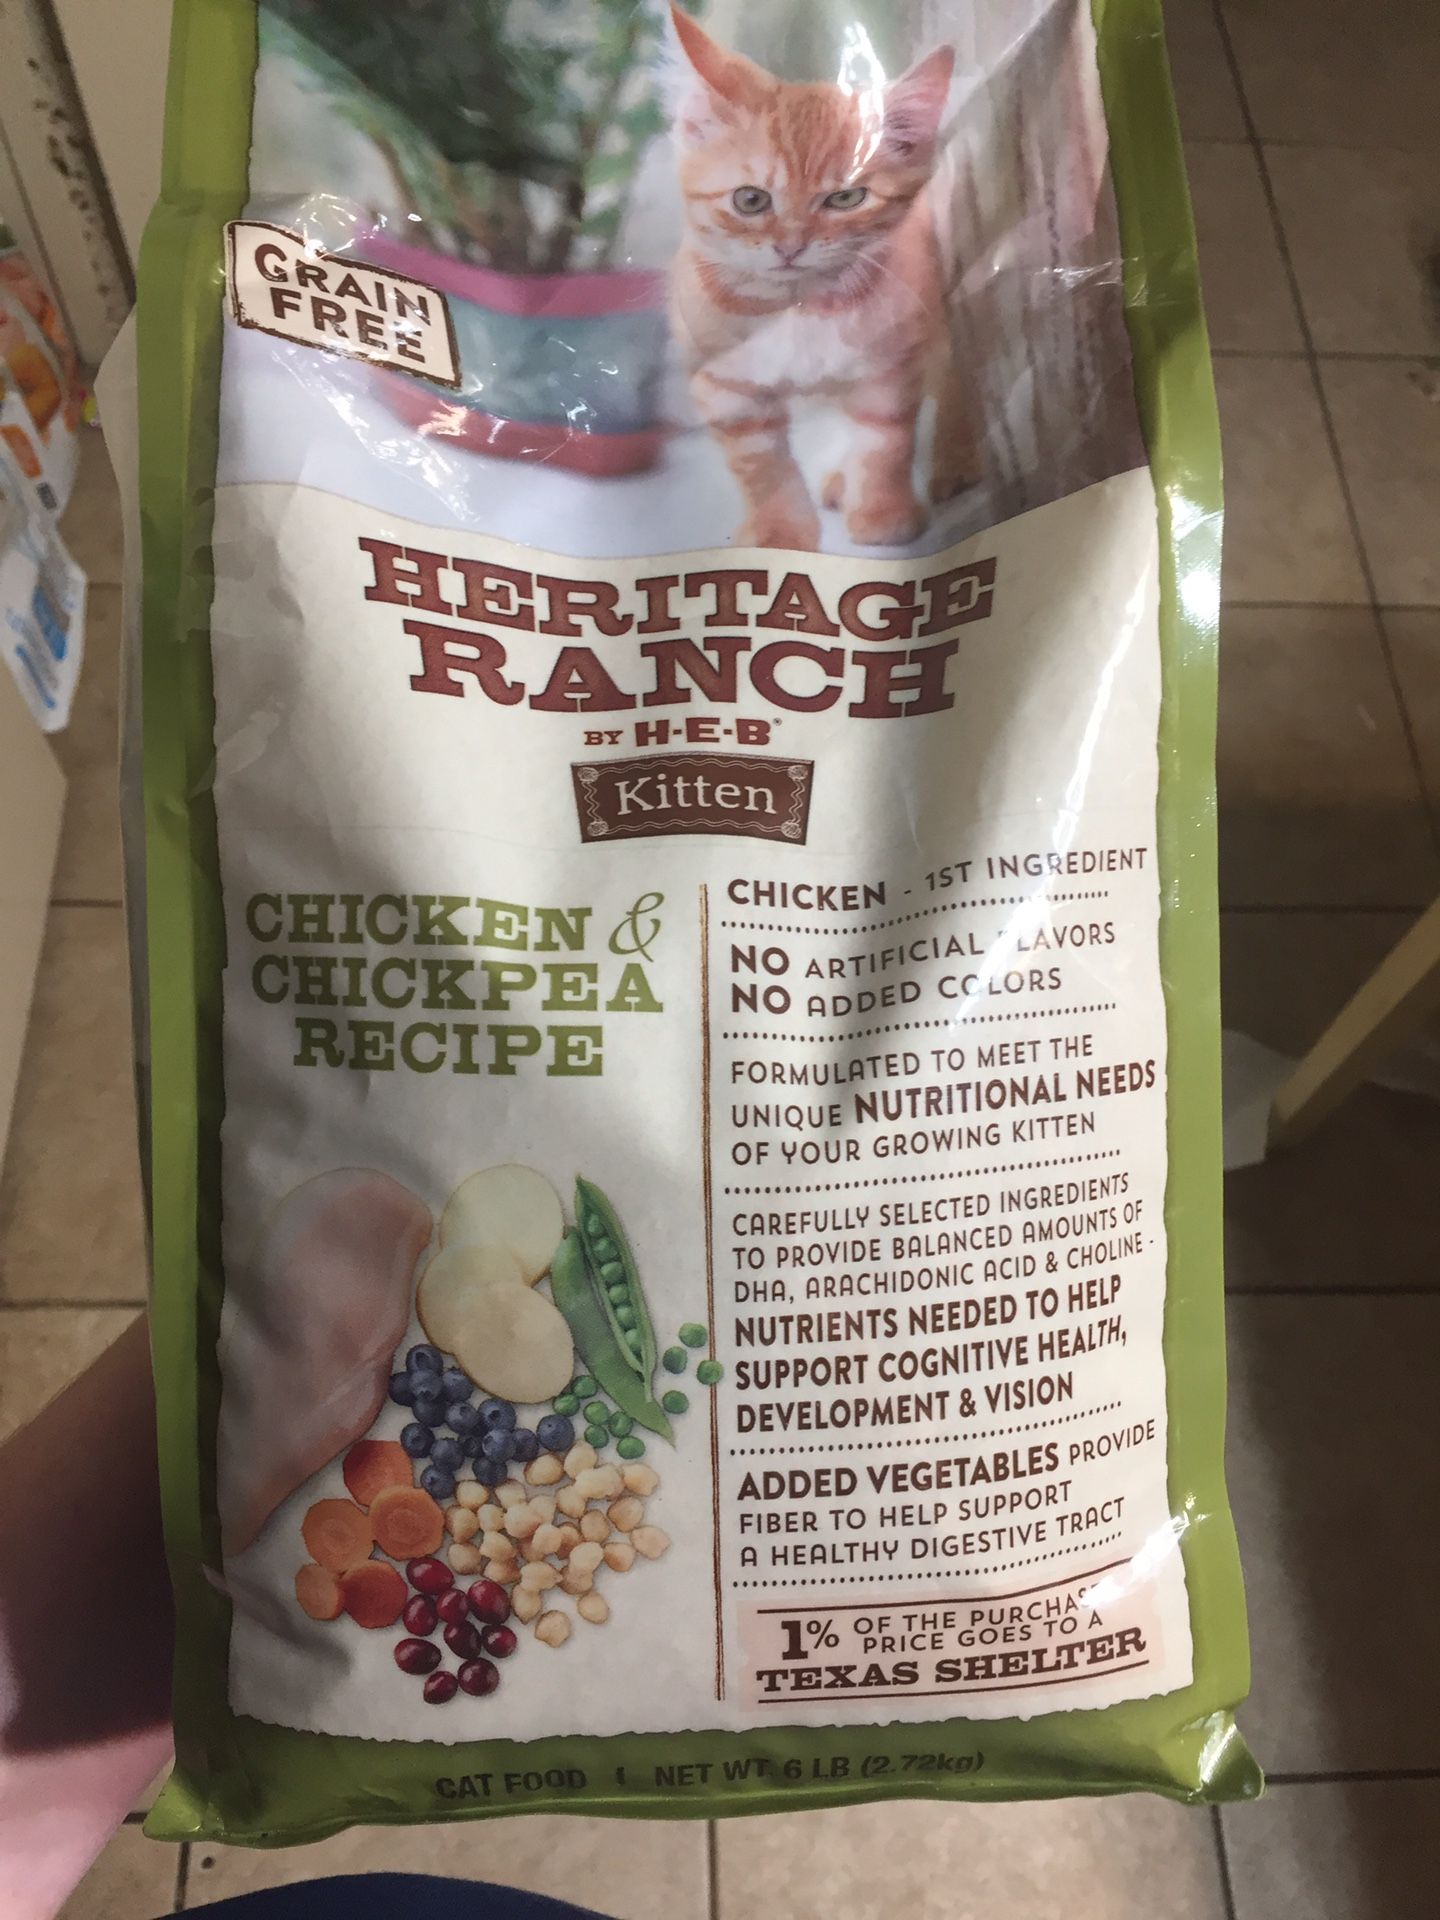 GRAIN
FREE
HERITAGE
RANCH
BY H-E-B®
Kitten
CHICKEN &
CHICKPEA
RECIPE
CHICKEN - 1ST INGREDIENT
NO ARTIFICIAL FLAVORS
NO ADDED COLORS
FORMULATED TO MEET THE
UNIQUE NUTRITIONAL NEEDS
OF YOUR GROWING KITTEN
CAREFULLY SELECTED INGREDIENTS
TO PROVIDE BALANCED AMOUNTS OF
DHA, ARACHIDONIC ACID & CHOLINE -
NUTRIENTS NEEDED TO HELP
SUPPORT COGNITIVE HEALTH,
DEVELOPMENT & VISION
ADDED VEGETABLES PROVIDE
FIBER TO HELP SUPPORT
A HEALTHY DIGESTIVE TRACT
1% OF THE PURCHASE
PRICE GOES TO A
TEXAS SHELTER
CAT FOOD | NET WT. 6 LB (2.72kg)